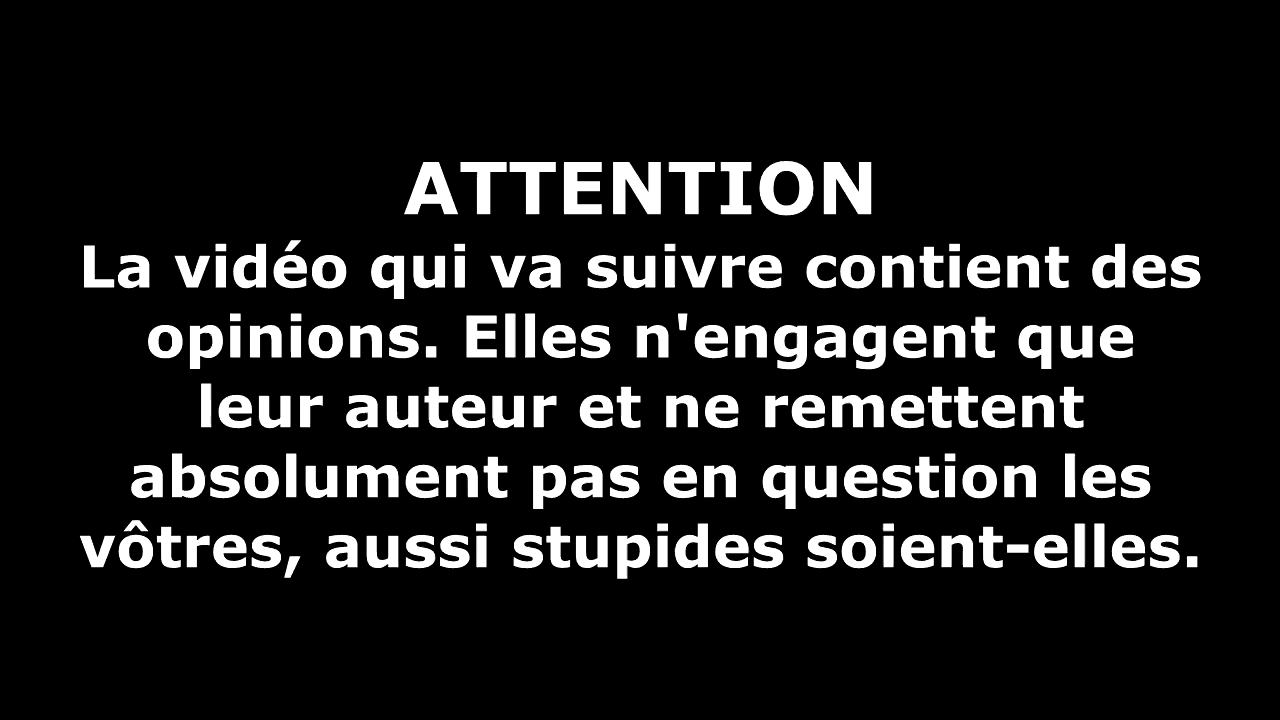 ATTENTION
La vidéo qui va suivre contient des
opinions. Elles n'engagent que
leur auteur et ne remettent
absolument pas en question les
vôtres, aussi stupides soient-elles.